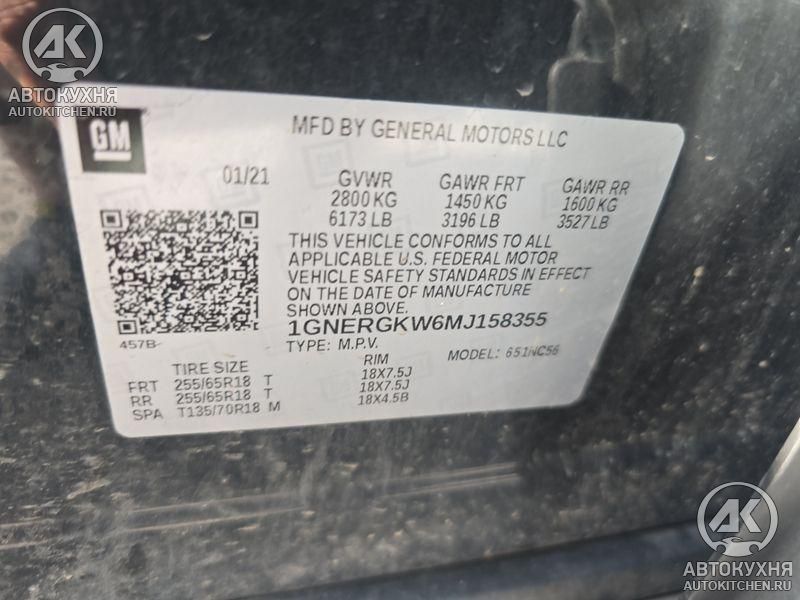 AK
АВТОКУХНЯ
AUTOKITCHEN.RU
GM
MFD BY GENERAL MOTORS LLC
01/21
GVWR GAWR FRT GAWR RR
2800 KG 1450 KG 1600 KG
6173 LB 3196 LB 3527 LB
THIS VEHICLE CONFORMS TO ALL
APPLICABLE U.S. FEDERAL MOTOR
VEHICLE SAFETY STANDARDS IN EFFECT
ON THE DATE OF MANUFACTURE
SHOWN ABOVE.
1GNERGKW6MJ158355
457B-
TYPE: M.P.V. MODEL: 651NC56
TIRE SIZE RIM
FRT 255/65R18 T 18X7.5J
RR 255/65R18 T 18X7.5J
SPA T135/70R18 M 18X4.5B
AK
АВТОКУХНЯ
AUTOKITCHEN.RU